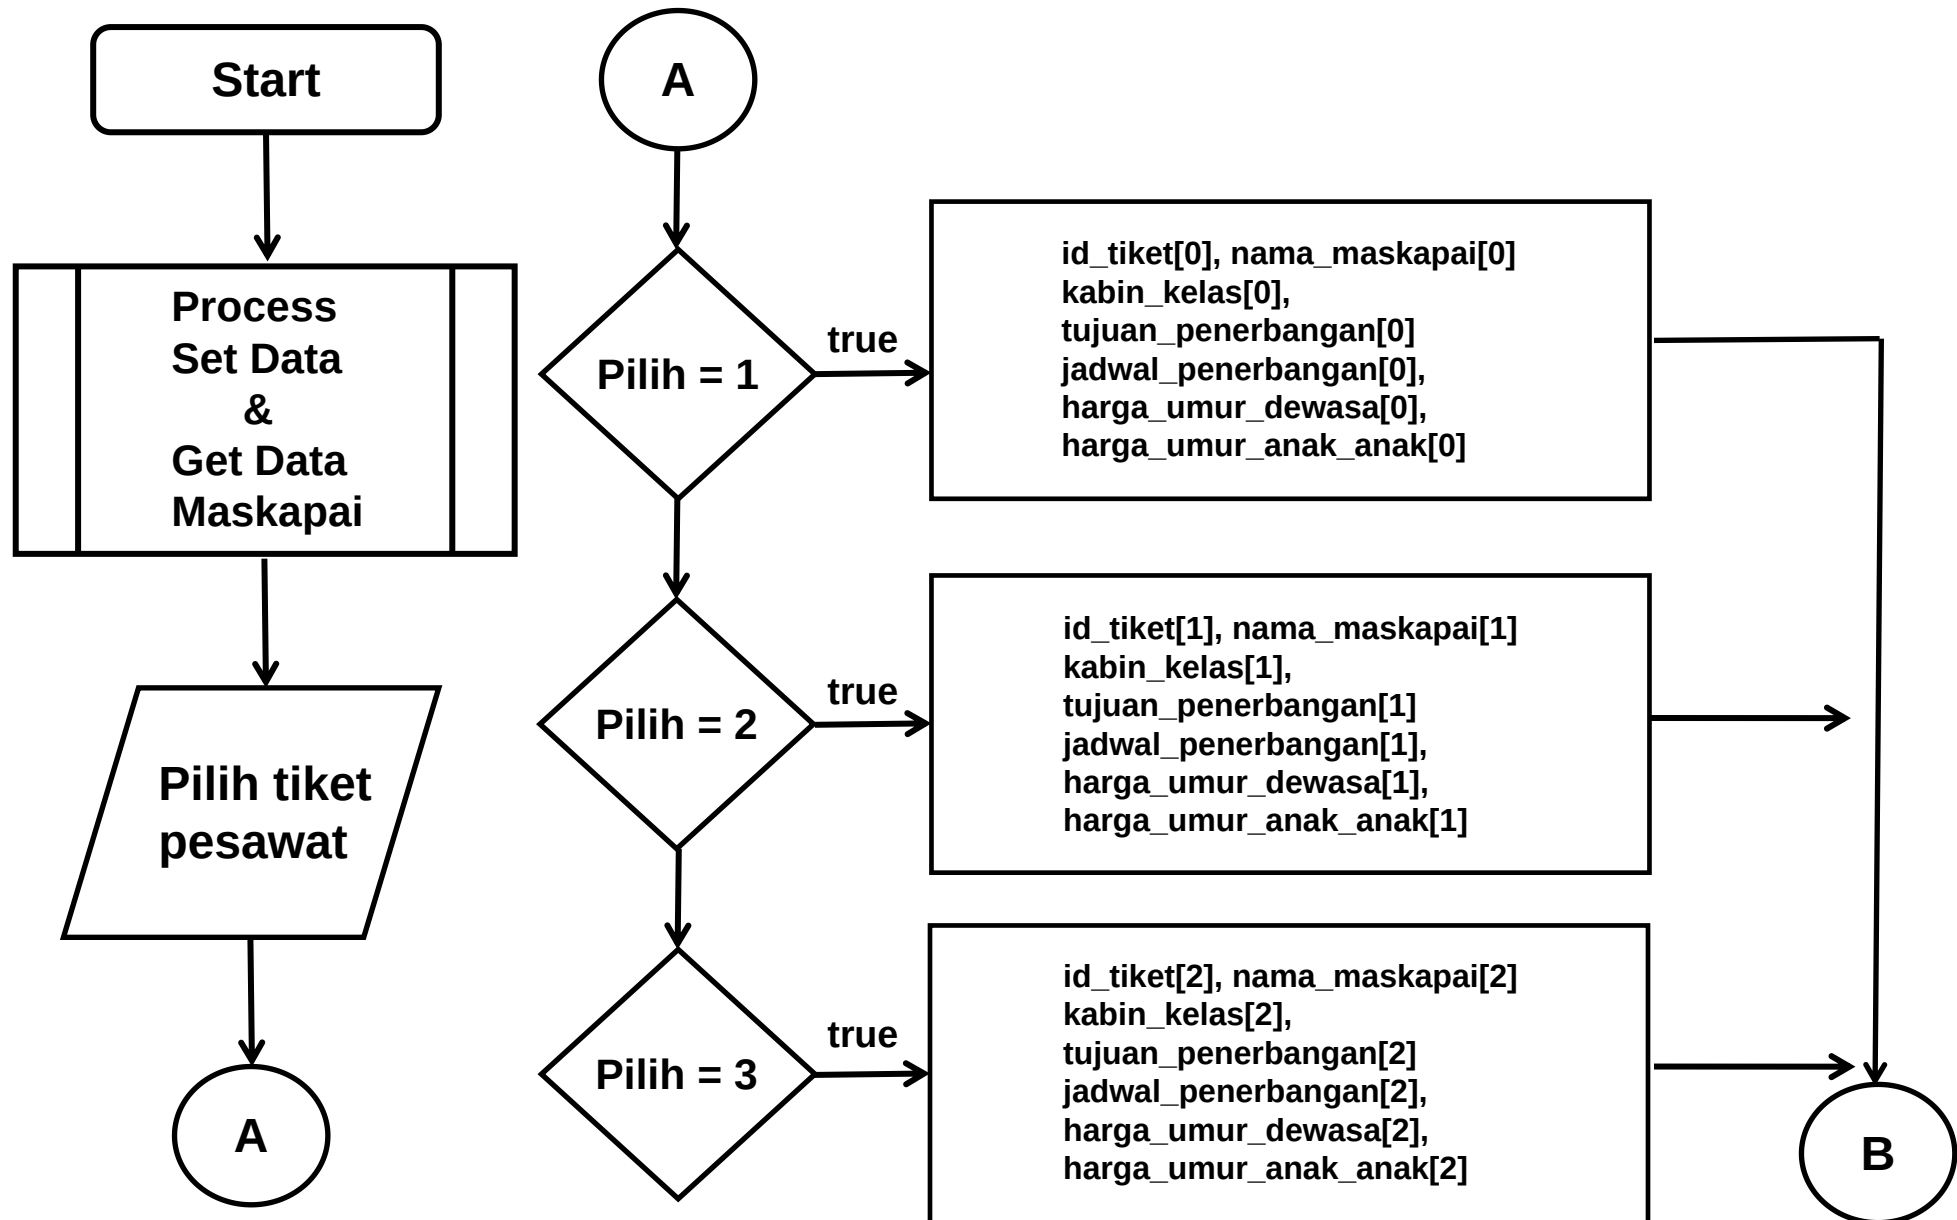 Start
Process
Set Data
&
Get Data
Maskapai
Pilih tiket
pesawat
A
A
Pilih = 1
true
id_tiket[0], nama_maskapai[0]
kabin_kelas[0],
tujuan_penerbangan[0]
jadwal_penerbangan[0],
harga_umur_dewasa[0],
harga_umur_anak_anak[0]
Pilih = 2
true
id_tiket[1], nama_maskapai[1]
kabin_kelas[1],
tujuan_penerbangan[1]
jadwal_penerbangan[1],
harga_umur_dewasa[1],
harga_umur_anak_anak[1]
Pilih = 3
true
id_tiket[2], nama_maskapai[2]
kabin_kelas[2],
tujuan_penerbangan[2]
jadwal_penerbangan[2],
harga_umur_dewasa[2],
harga_umur_anak_anak[2]
B